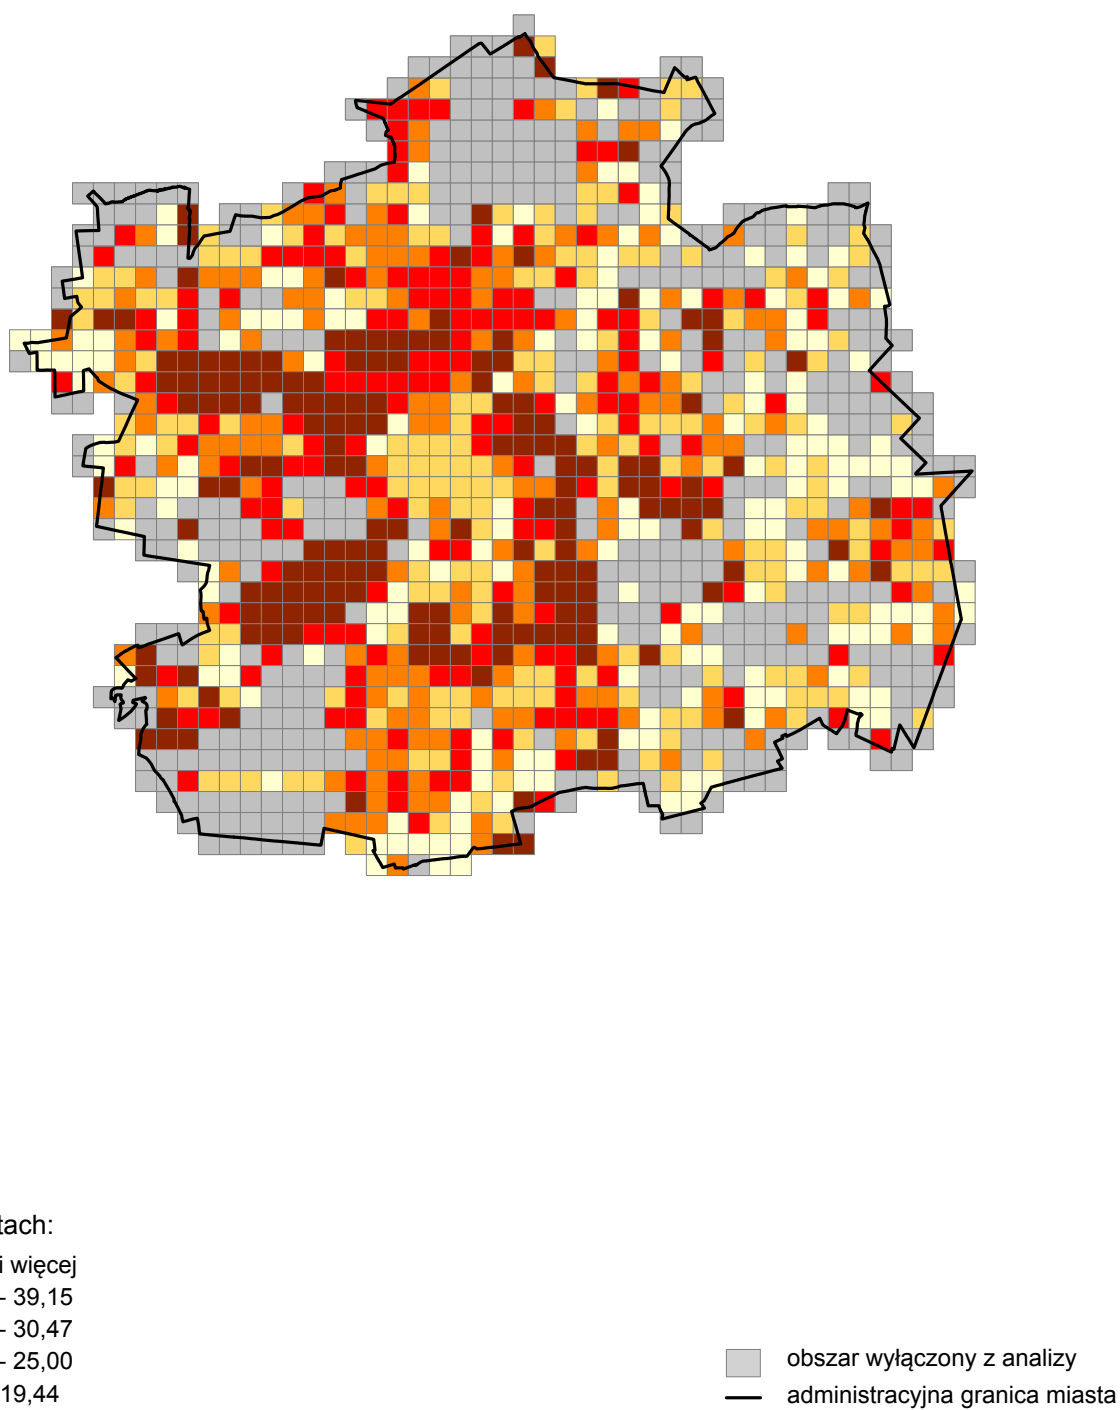 tach:
i więcej
- 39,15
- 30,47
- 25,00
19,44
obszar wyłączony z analizy
administracyjna granica miasta